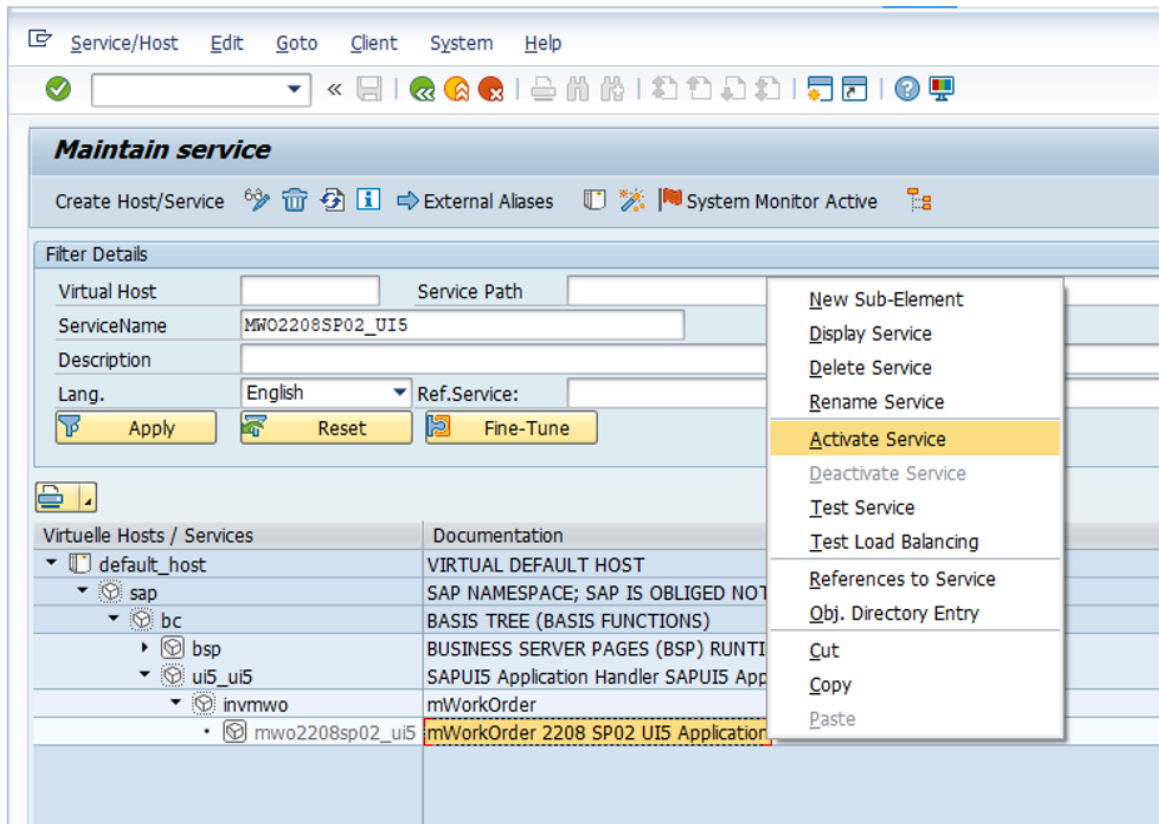 Service/Host Edit Goto Client System Help
Maintain service
Create Host/Service External Aliases System Monitor Active
Filter Details
Virtual Host Service Path
ServiceName MWO2208SP02_UI5
Description
Lang. English Ref.Service:
Apply Reset Fine-Tune
New Sub-Element
Display Service
Delete Service
Rename Service
Activate Service
Deactivate Service
Test Service
Test Load Balancing
References to Service
Obj. Directory Entry
Cut
Copy
Paste
Virtuelle Hosts / Services Documentation
default_host VIRTUAL DEFAULT HOST
sap SAP NAMESPACE; SAP IS OBLIGED NOT
bc BASIS TREE (BASIS FUNCTIONS)
bsp BUSINESS SERVER PAGES (BSP) RUNTI
ui5_ui5 SAPUI5 Application Handler SAPUI5 App
invmwo mWorkOrder
mwo2208sp02_ui5 mWorkOrder 2208 SP02 UI5 Application